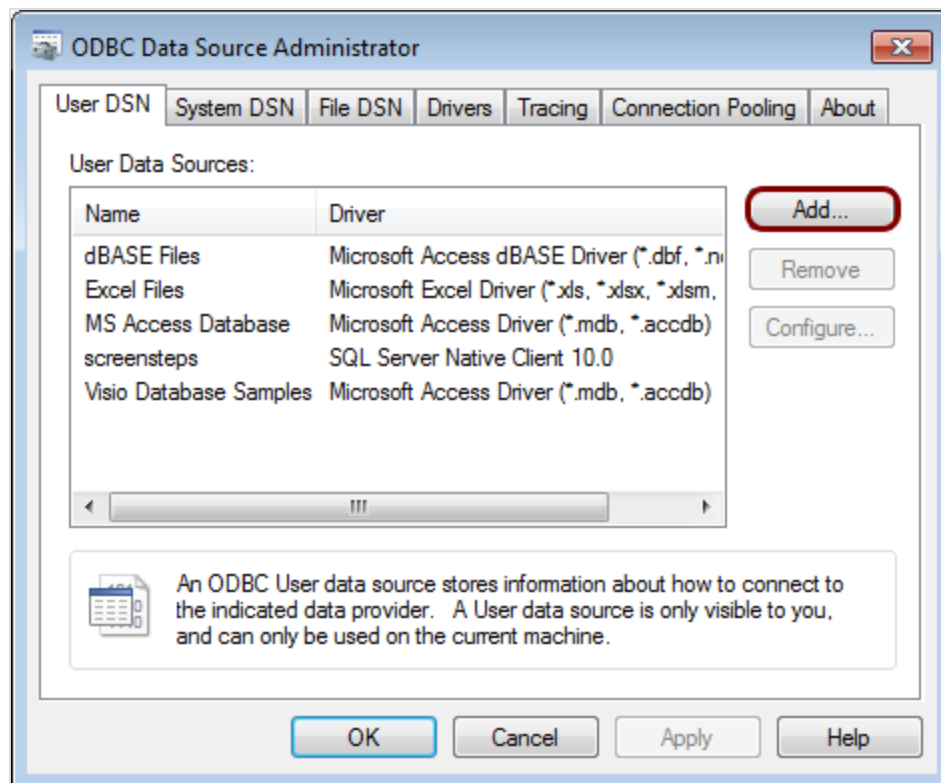 ODBC Data Source Administrator
User DSN System DSN File DSN Drivers Tracing Connection Pooling About
User Data Sources:
Name Driver
Add...
dBASE Files Microsoft Access dBASE Driver (*.dbf, *.n
Remove
Excel Files Microsoft Excel Driver (*.xls, *.xlsx, *.xlsm,
MS Access Database Microsoft Access Driver (*.mdb, *.accdb)
Configure...
screensteps SQL Server Native Client 10.0
Visio Database Samples Microsoft Access Driver (*.mdb, *.accdb)
An ODBC User data source stores information about how to connect to
the indicated data provider. A User data source is only visible to you,
and can only be used on the current machine.
OK Cancel Apply Help